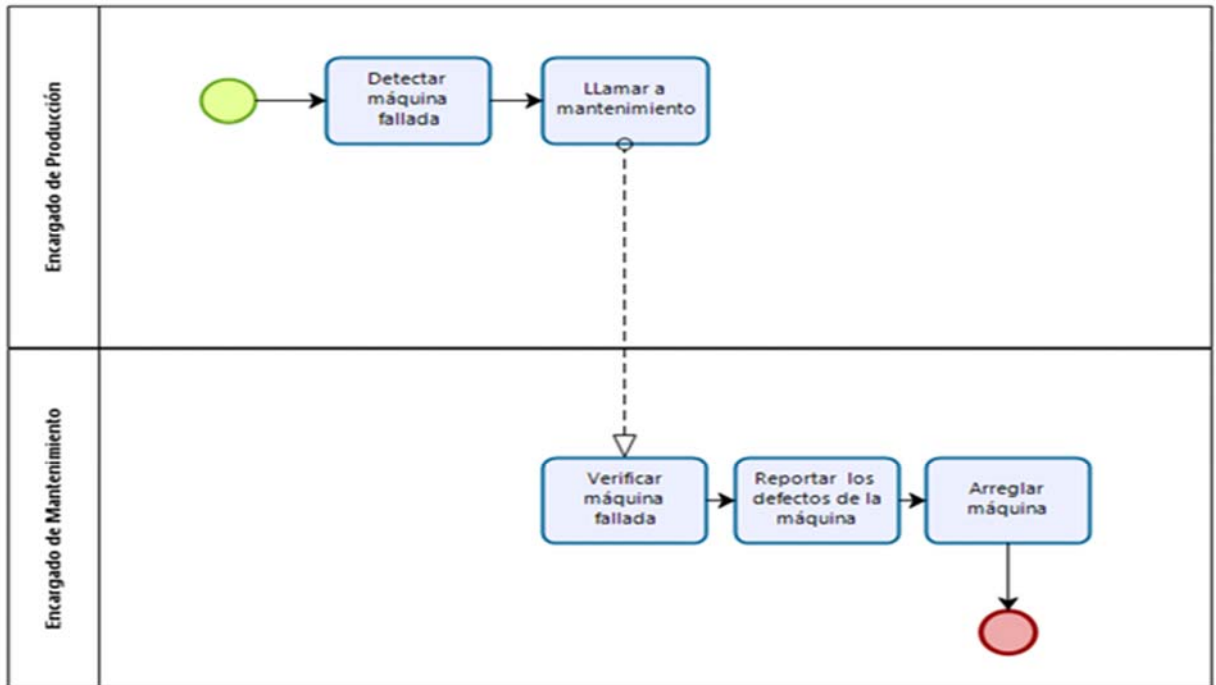 Encargado de Producción
Detectar
máquina
fallada
LLamar a
mantenimiento
Encargado de Mantenimiento
Verificar
máquina
fallada
Reportar los
defectos de la
máquina
Arreglar
máquina